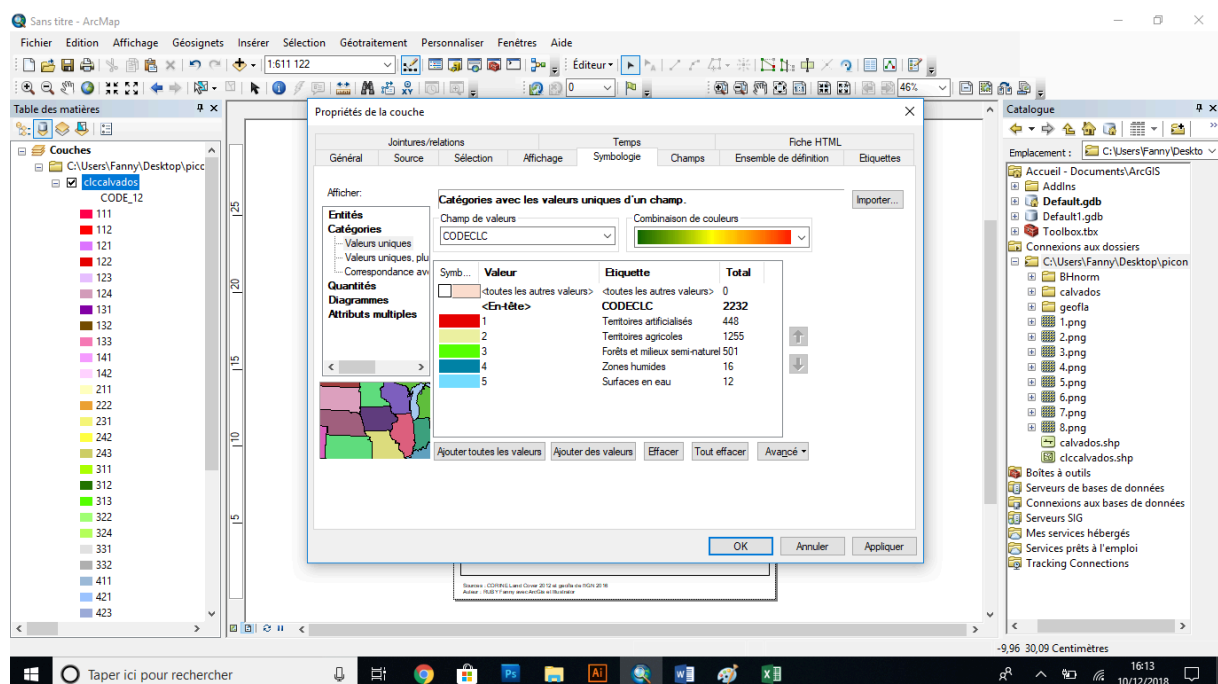 Sans titre - ArcMap
Fichier Edition Affichage Géosignets Insérer Sélection Géotraitement Personnaliser Fenêtres Aide
1:611 122
Éditeur
0
46%
Table des matières
Couches
C:\Users\Fanny\Desktop\picc
clccalvados
CODE_12
111
112
121
122
123
124
131
132
133
141
142
211
222
231
242
243
311
312
313
322
324
331
332
411
421
423
25
20
15
10
5
Propriétés de la couche
Jointures/relations Temps Fiche HTML
Général Source Sélection Affichage Symbologie Champs Ensemble de définition Etiquettes
Afficher:
Entités
Catégories
Valeurs uniques
Valeurs uniques, plu
Correspondance ave
Quantités
Diagrammes
Attributs multiples
Catégories avec les valeurs uniques d'un champ.
Importer...
Champ de valeurs
CODECLC
Combinaison de couleurs
Symb... Valeur Etiquette Total
<toutes les autres valeurs> <toutes les autres valeurs> 0
<En-tête> CODECLC 2232
1 Territoires artificialisés 448
2 Territoires agricoles 1255
3 Forêts et milieux semi-naturel 501
4 Zones humides 16
5 Surfaces en eau 12
Ajouter toutes les valeurs Ajouter des valeurs Effacer Tout effacer Avancé
OK Annuler Appliquer
Sources : CORINE Land Cover 2012 et geofla de l'IGN 2016
Auteur : RUBY Fanny avec ArcGis et Illustrator
Catalogue
Emplacement : C:\Users\Fanny\Deskto
Accueil - Documents\ArcGIS
AddIns
Default.gdb
Default1.gdb
Toolbox.tbx
Connexions aux dossiers
C:\Users\Fanny\Desktop\picon
BHnorm
calvados
geofla
1.png
2.png
3.png
4.png
5.png
6.png
7.png
8.png
calvados.shp
clccalvados.shp
Boîtes à outils
Serveurs de bases de données
Connexions aux bases de données
Serveurs SIG
Mes services hébergés
Services prêts à l'emploi
Tracking Connections
-9,96 30,09 Centimètres
Taper ici pour rechercher
Ps
Ai
16:13
10/12/2018